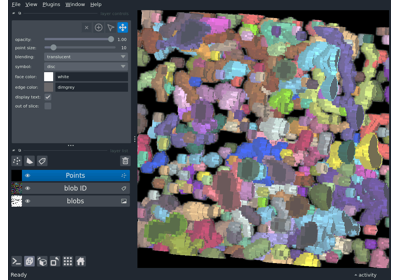 File View Plugins Window Help
opacity: 1.00
point size: 10
blending: translucent
symbol: disc
face color: white
edge color: dimgrey
display text:
out of slice:
Points
blob ID
blobs
Ready
activity